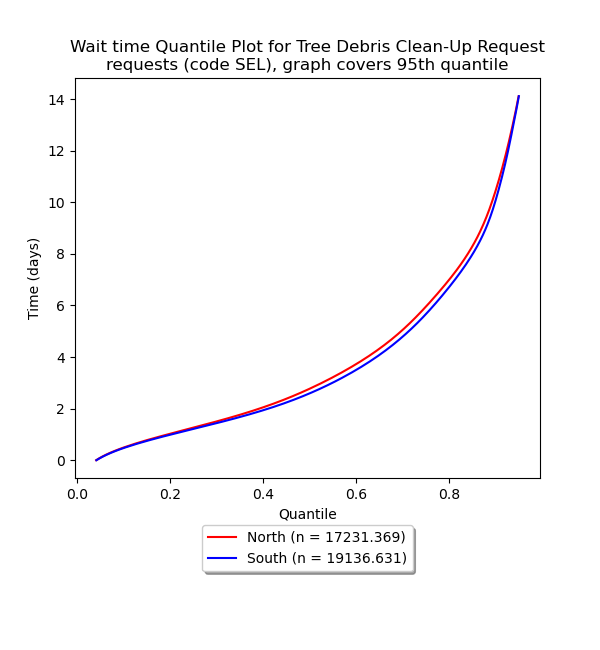 Wait time Quantile Plot for Tree Debris Clean-Up Request
requests (code SEL), graph covers 95th quantile
14
12
10
8
6
4
2
0
Time (days)
0.0 0.2 0.4 0.6 0.8
Quantile
North (n = 17231.369)
South (n = 19136.631)